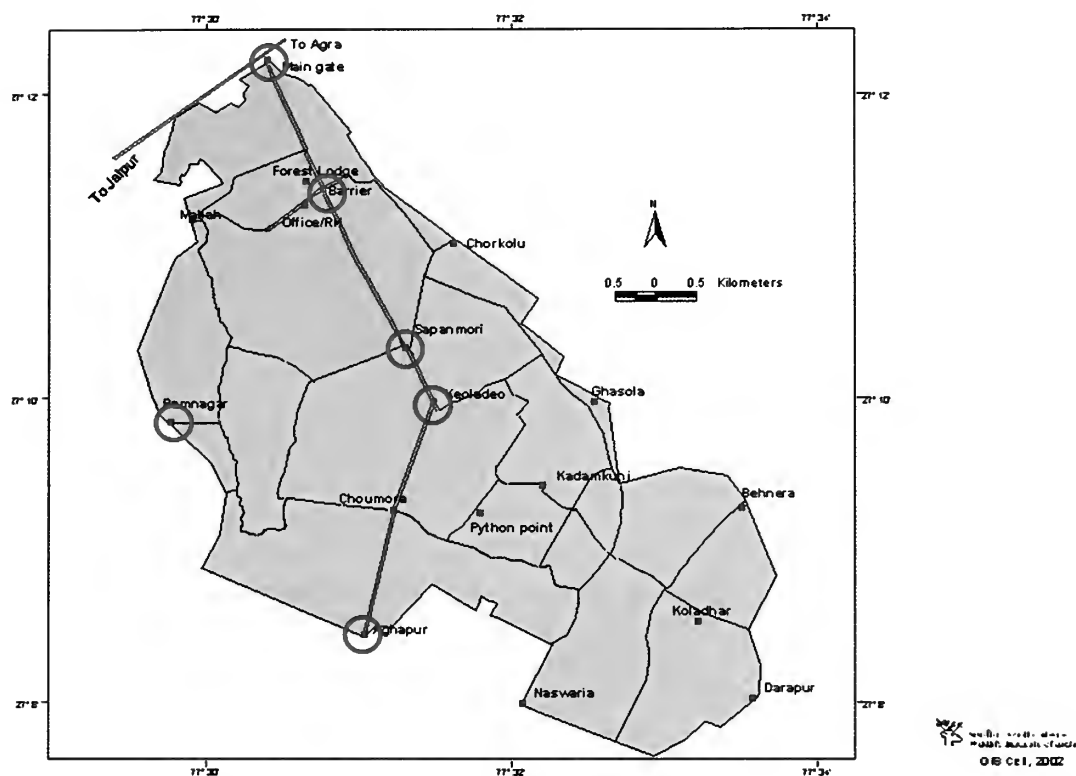 77° 30'
77° 32'
77° 34'
To Agra
Main gate
27° 12'
27° 12'
To Jaipur
Forest Lodge
Barrier
N
Office/RH
Chorkolu
0.5 0 0.5 Kilometers
Sapanmori
Keoladeo
Ghasola
27° 10'
27° 10'
Ramnagar
Kadamkunj
Behnera
Choumora
Python point
Koladhar
Aghapur
Naswaria
Darapur
27° 8'
27° 8'
77° 30'
77° 32'
77° 34'
GIS Cell, 2002